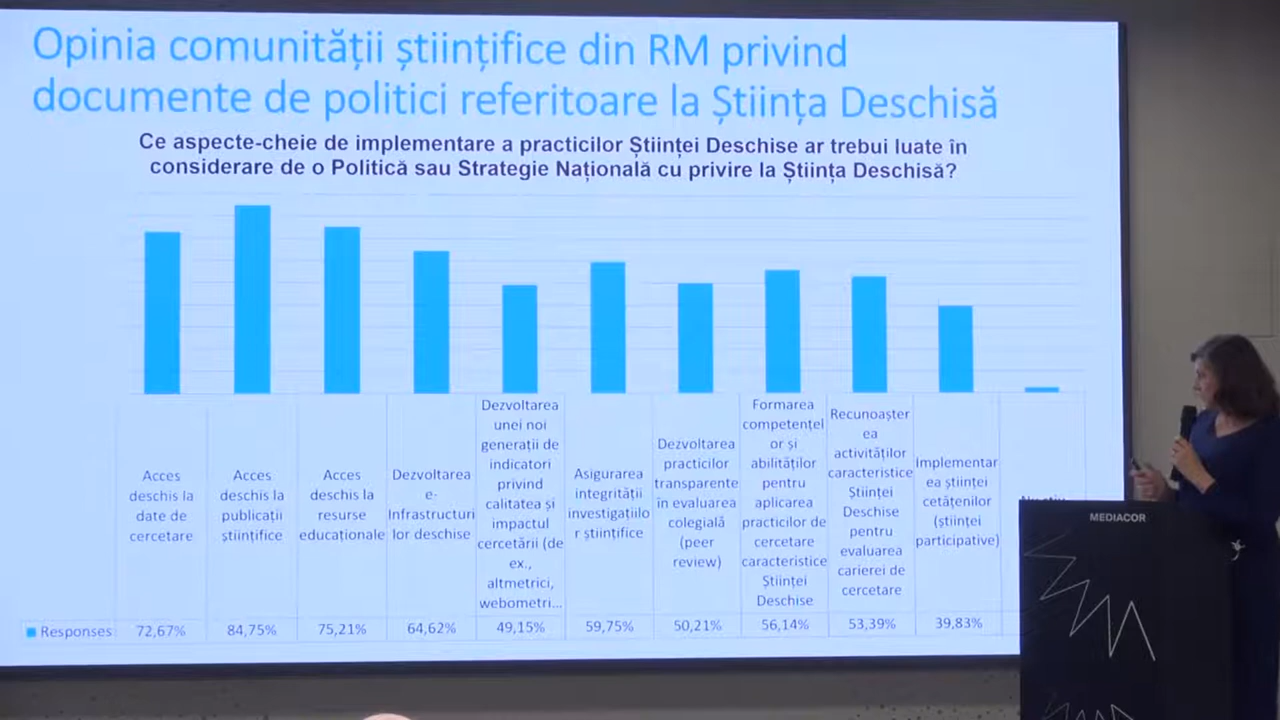 Opinia comunității științifice din RM privind
documente de politici referitoare la Știința Deschisă
Ce aspecte-cheie de implementare a practicilor Științei Deschise ar trebui luate în
considerare de o Politică sau Strategie Națională cu privire la Știința Deschisă?
Acces
deschis la
date de
cercetare
Acces
deschis la
publicații
științifice
Acces
deschis la
resurse
educaționale
Dezvoltarea
e-
Infrastructuri
lor deschise
Dezvoltarea
unei noi
generații de
indicatori
privind
calitatea și
impactul
cercetării (de
ex.,
altmetrici,
webometri...
Asigurarea
integrității
investigațiilo
r științifice
Dezvoltarea
practicilor
transparente
în evaluarea
colegială
(peer
review)
Formarea
competențel
or și
abilităților
pentru
aplicarea
practicilor de
cercetare
caracteristice
Științei
Deschise
Recunoașter
ea
activităților
caracteristice
Științei
Deschise
pentru
evaluarea
carierei de
cercetare
Implementar
ea științei
cetățenilor
(științei
participative)
Responses 72,67% 84,75% 75,21% 64,62% 49,15% 59,75% 50,21% 56,14% 53,39% 39,83%
MEDIACOR